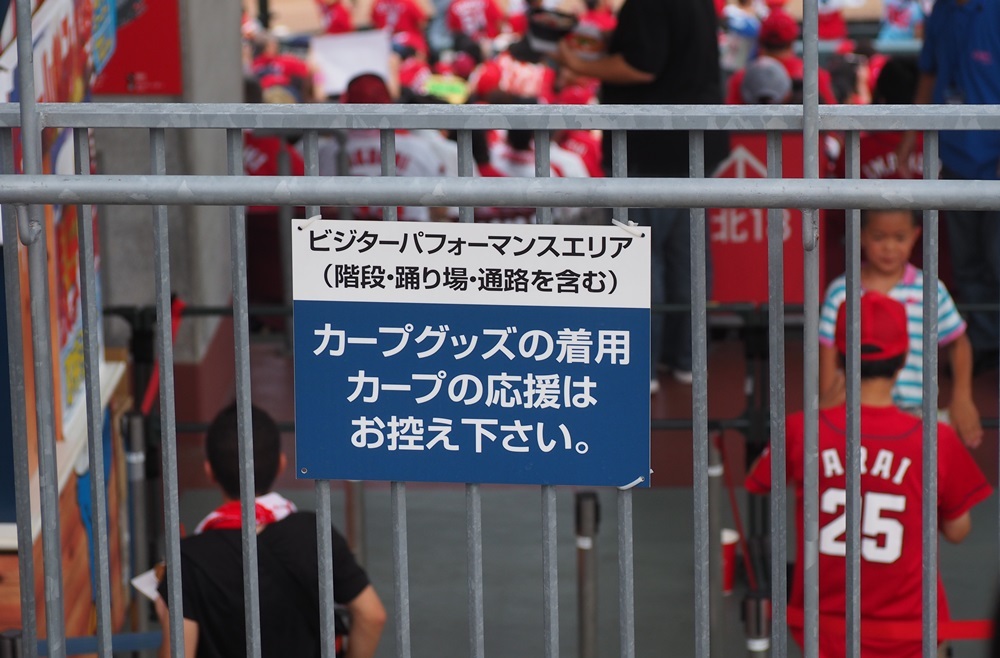 ビジターパフォーマンスエリア
（階段・踊り場・通路を含む）
カープグッズの着用
カープの応援は
お控え下さい。
ARAI
25